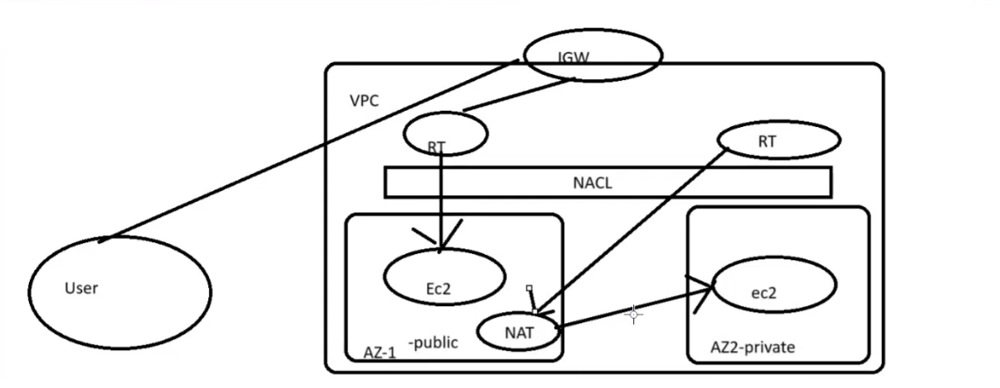 IGW
VPC
RT
RT
NACL
User
Ec2
ec2
NAT
-public
AZ-1
AZ2-private